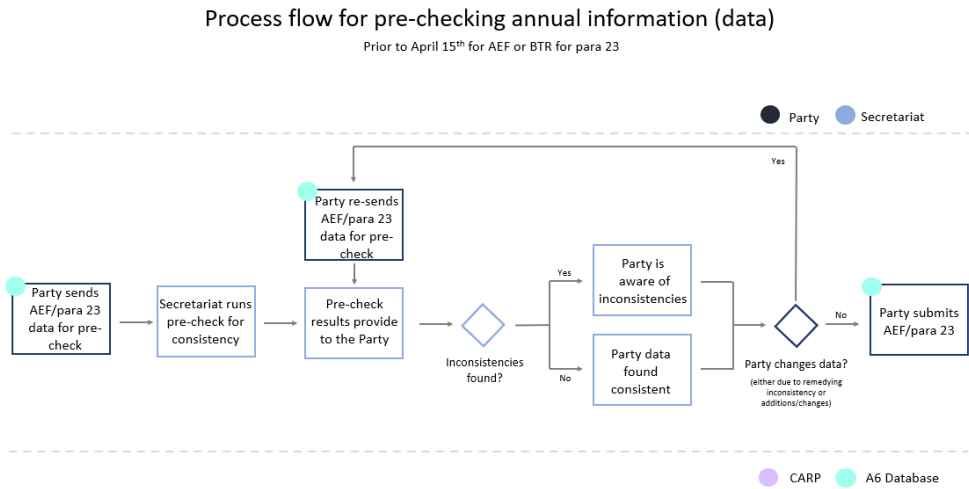 Process flow for pre-checking annual information (data)
Prior to April 15th for AEF or BTR for para 23
Party
Secretariat
Yes
Party re-sends
AEF/para 23
data for pre-
check
Party sends
AEF/para 23
data for pre-
check
Secretariat runs
pre-check for
consistency
Pre-check
results provide
to the Party
Inconsistencies
found?
Yes
No
Party is
aware of
inconsistencies
Party data
found
consistent
Party changes data?
(either due to remedying
inconsistency or
additions/changes)
No
Party submits
AEF/para 23
CARP
A6 Database